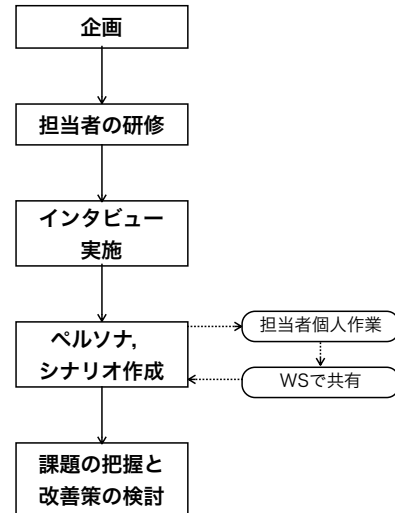 企画
担当者の研修
インタビュー
実施
ペルソナ,
シナリオ作成
担当者個人作業
WSで共有
課題の把握と
改善策の検討